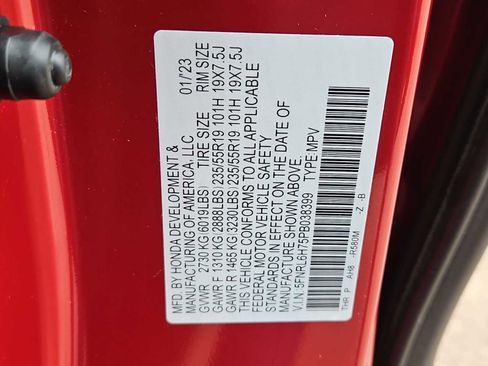 MFD. BY HONDA DEVELOPMENT &
MANUFACTURING OF AMERICA, LLC 01/'23
GVWR 2730 KG( 6019LBS) TIRE SIZE RIM SIZE
GAWR F 1310 KG( 2888LBS) 235/55R19 101H 19X7.5J
GAWR R 1465 KG( 3230LBS) 235/55R19 101H 19X7.5J
THIS VEHICLE CONFORMS TO ALL APPLICABLE
FEDERAL MOTOR VEHICLE SAFETY
STANDARDS IN EFFECT ON THE DATE OF
MANUFACTURE SHOWN ABOVE.
V.I.N.:5FNRL6H75PB038399 TYPE:MPV
THR P AH8 -R580M -Z -B